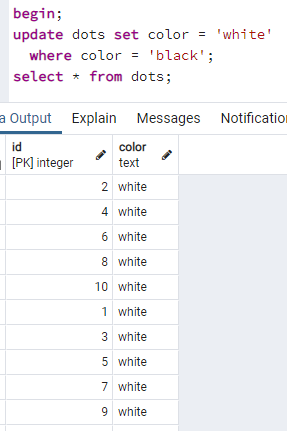 begin;
update dots set color = 'white'
where color = 'black';
select * from dots;
a Output Explain Messages Notificatio
id color
[PK] integer text
2 white
4 white
6 white
8 white
10 white
1 white
3 white
5 white
7 white
9 white